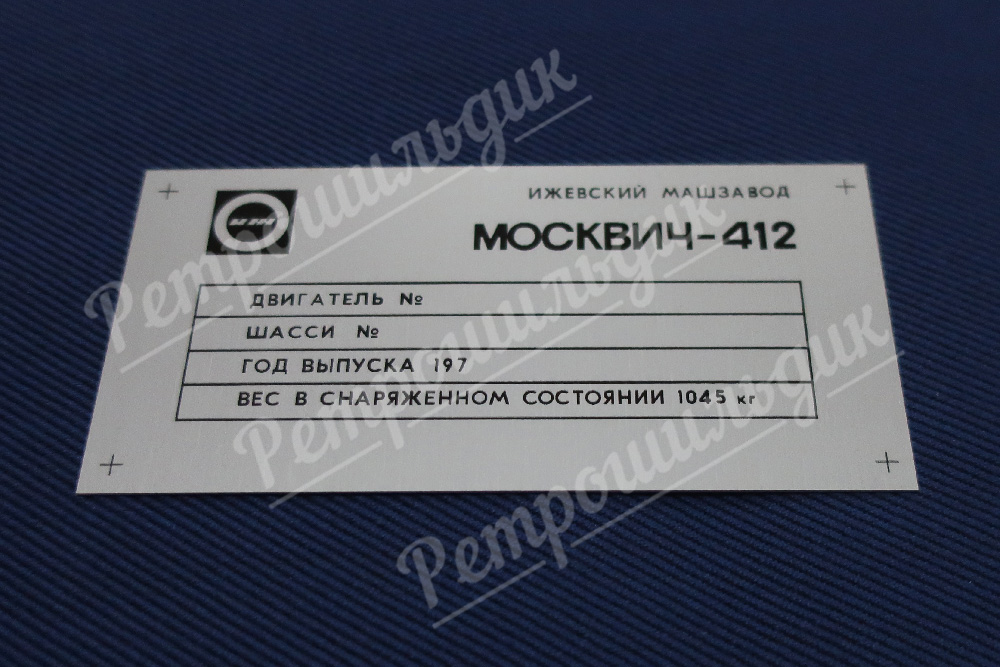 ИЖЕВСКИЙ МАШЗАВОД
МОСКВИЧ-412
ДВИГАТЕЛЬ №
ШАССИ №
ГОД ВЫПУСКА 197
ВЕС В СНАРЯЖЕННОМ СОСТОЯНИИ 1045 кг
Ретрошильдик
Ретрошильдик
Ретрошильдик